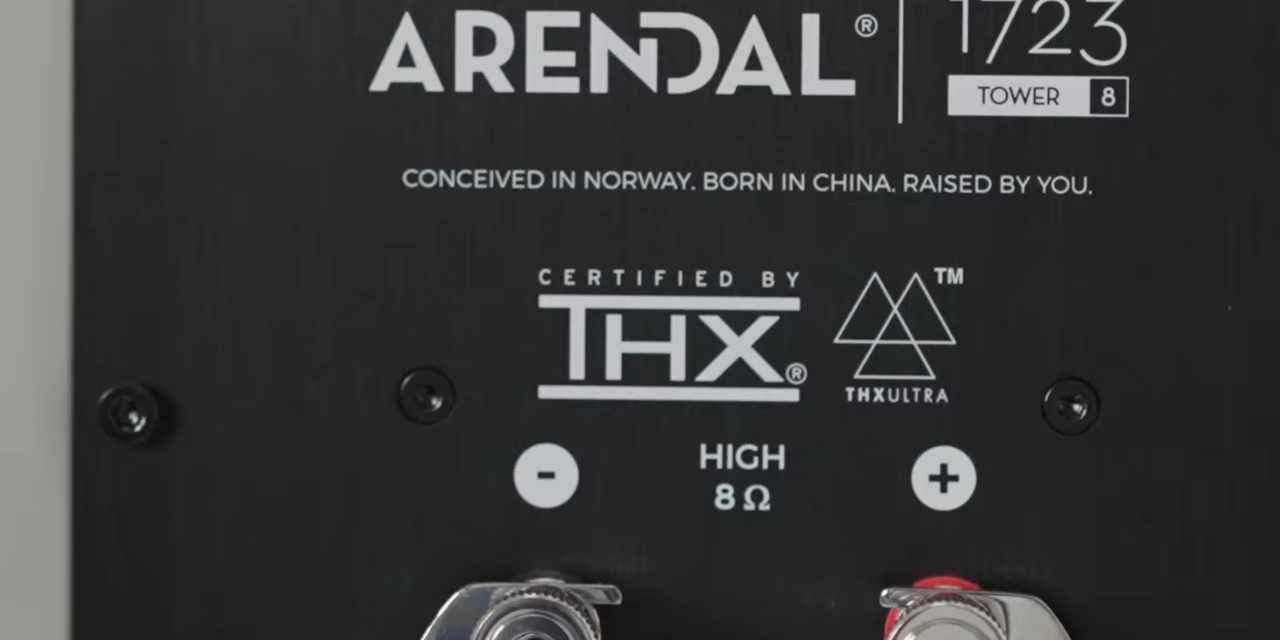 ARENDAL®
1723
TOWER 8
CONCEIVED IN NORWAY. BORN IN CHINA. RAISED BY YOU.
CERTIFIED BY
THX®
TM
THXULTRA
-
HIGH
+
8 Ω